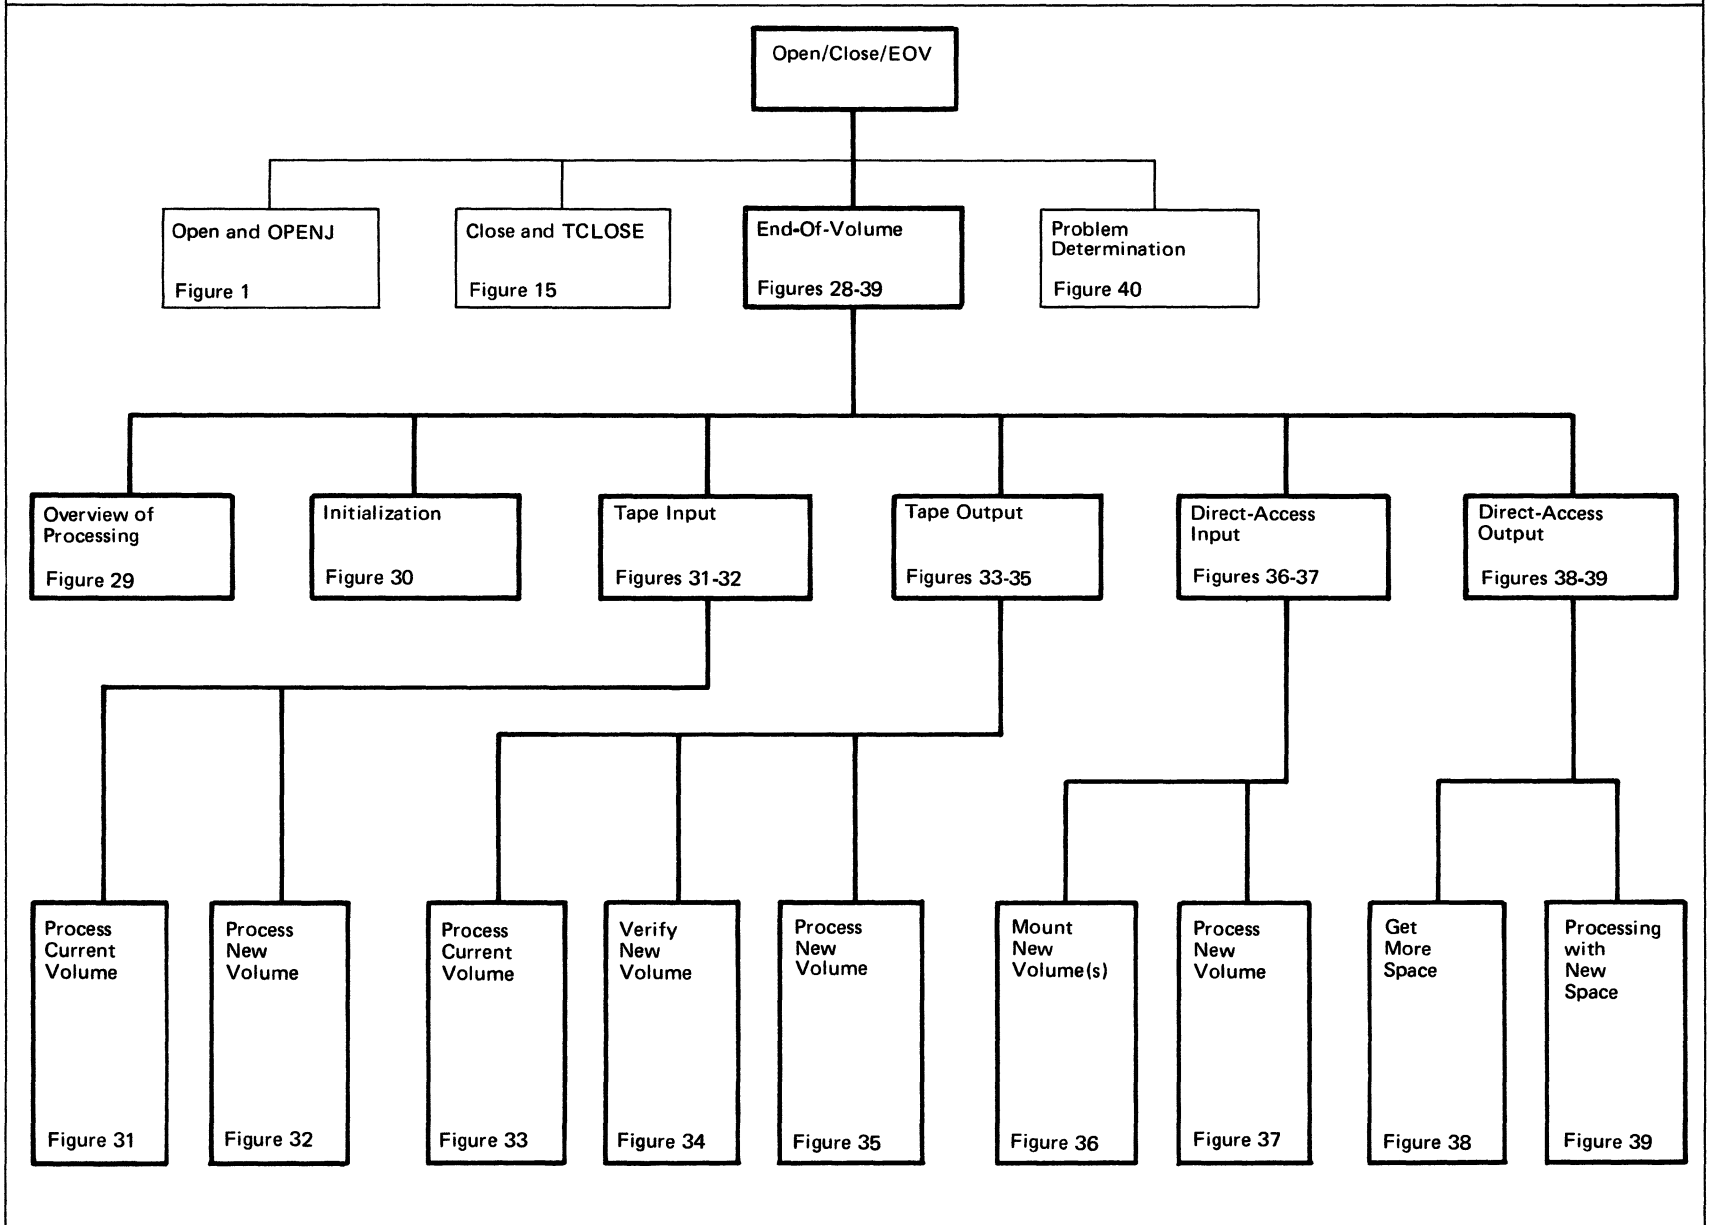 Open/Close/EOV
Open and OPENJ
Figure 1
Close and TCLOSE
Figure 15
End-Of-Volume
Figures 28-39
Problem
Determination
Figure 40
Overview of
Processing
Figure 29
Initialization
Figure 30
Tape Input
Figures 31-32
Tape Output
Figures 33-35
Direct-Access
Input
Figures 36-37
Direct-Access
Output
Figures 38-39
Process
Current
Volume
Figure 31
Process
New
Volume
Figure 32
Process
Current
Volume
Figure 33
Verify
New
Volume
Figure 34
Process
New
Volume
Figure 35
Mount
New
Volume(s)
Figure 36
Process
New
Volume
Figure 37
Get
More
Space
Figure 38
Processing
with
New
Space
Figure 39